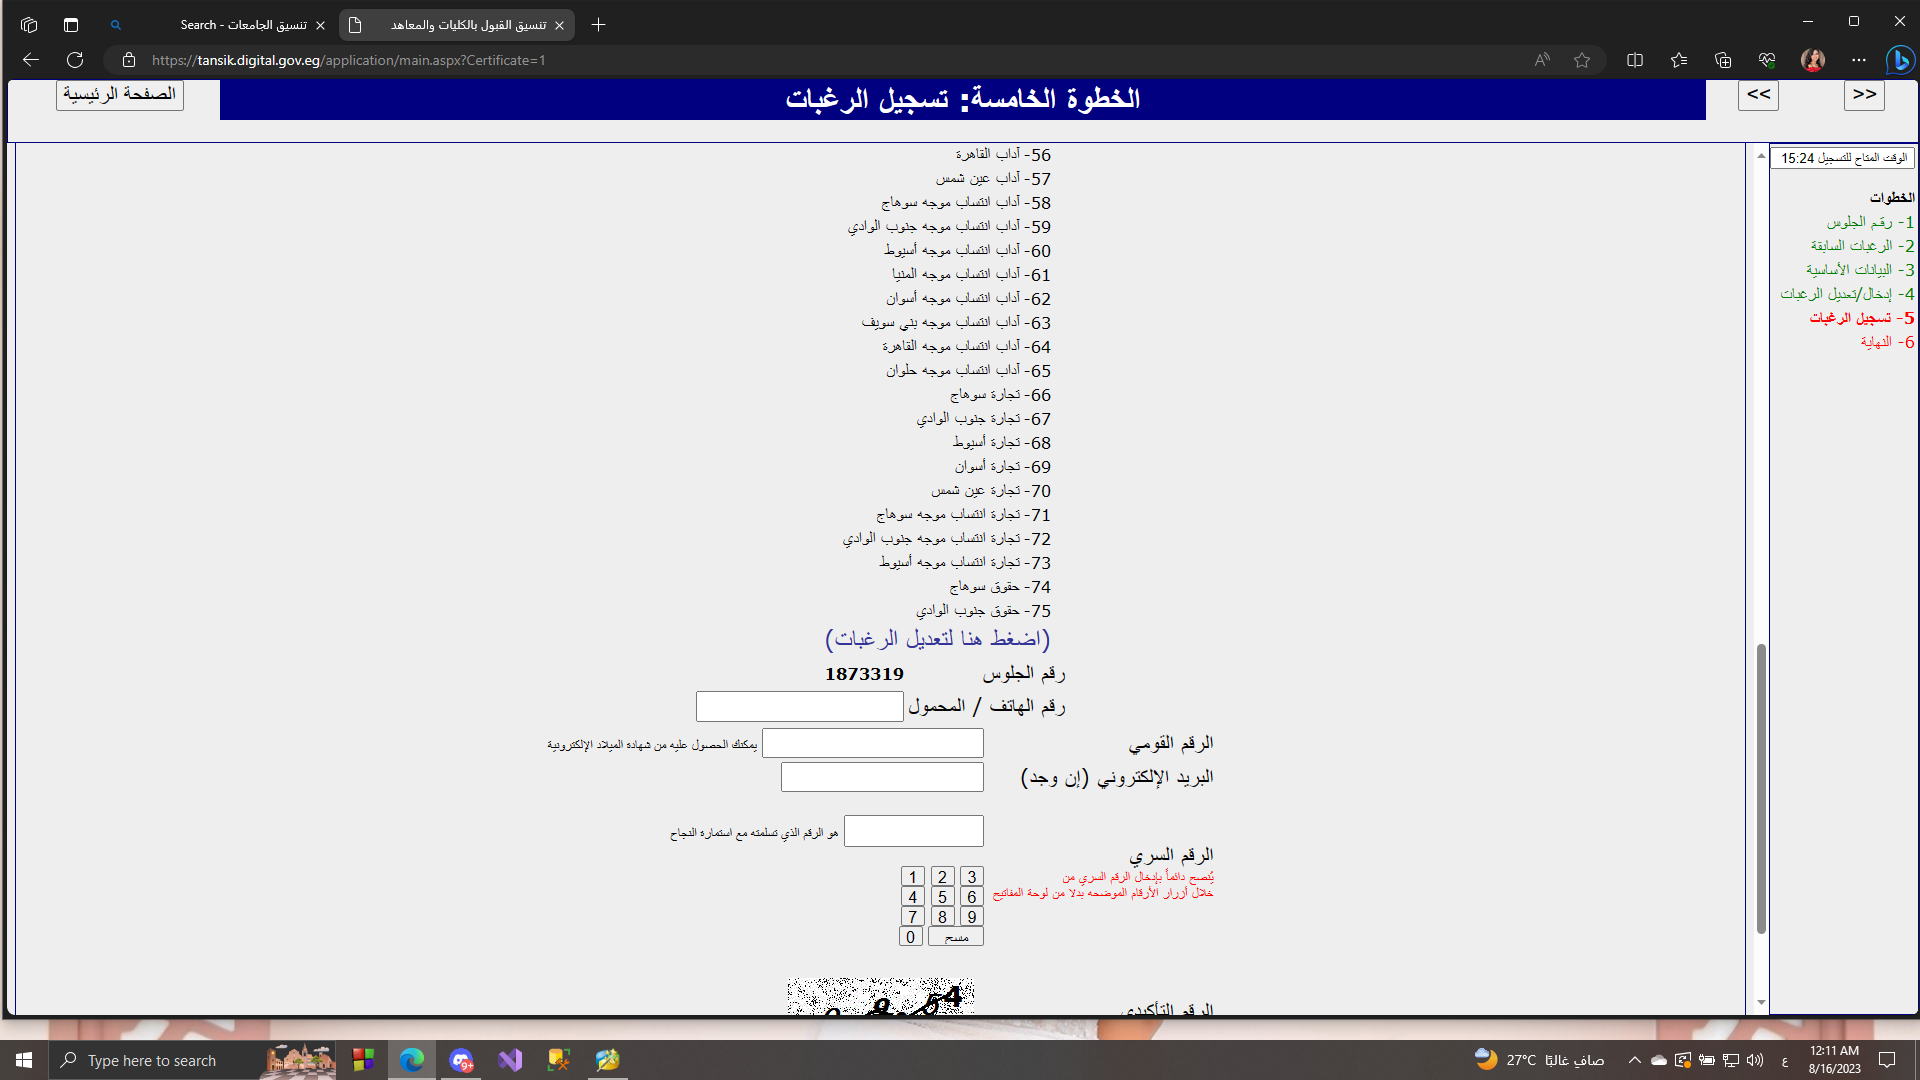 Search - تنسيق الجامعات
تنسيق القبول بالكليات والمعاهد
https://tansik.digital.gov.eg/application/main.aspx?Certificate=1
الصفحة الرئيسية
الخطوة الخامسة: تسجيل الرغبات
<<
>>
56- آداب القاهرة
57- آداب عين شمس
58- آداب انتساب موجه سوهاج
59- آداب انتساب موجه جنوب الوادي
60- آداب انتساب موجه أسيوط
61- آداب انتساب موجه المنيا
62- آداب انتساب موجه أسوان
63- آداب انتساب موجه بني سويف
64- آداب انتساب موجه القاهرة
65- آداب انتساب موجه حلوان
66- تجارة سوهاج
67- تجارة جنوب الوادي
68- تجارة أسيوط
69- تجارة أسوان
70- تجارة عين شمس
71- تجارة انتساب موجه سوهاج
72- تجارة انتساب موجه جنوب الوادي
73- تجارة انتساب موجه أسيوط
74- حقوق سوهاج
75- حقوق جنوب الوادي
(اضغط هنا لتعديل الرغبات)
رقم الجلوس 1873319
رقم الهاتف / المحمول
الرقم القومي يمكنك الحصول عليه من شهادة الميلاد الإلكترونية
البريد الإلكتروني (إن وجد)
هو الرقم الذي تسلمته مع استمارة النجاح
الرقم السري
يُنصح دائماً بإدخال الرقم السري من
خلال أزرار الأرقام الموضحه بدلا من لوحة المفاتيح
1 2 3
4 5 6
7 8 9
0 مسح
الرقم التأكيدي
الوقت المتاح للتسجيل 15:24
الخطوات
1- رقم الجلوس
2- الرغبات السابقة
3- البيانات الأساسية
4- إدخال/تعديل الرغبات
5- تسجيل الرغبات
6- النهاية
Type here to search
9+
27°C صافٍ غالبًا
ع
12:11 AM
8/16/2023